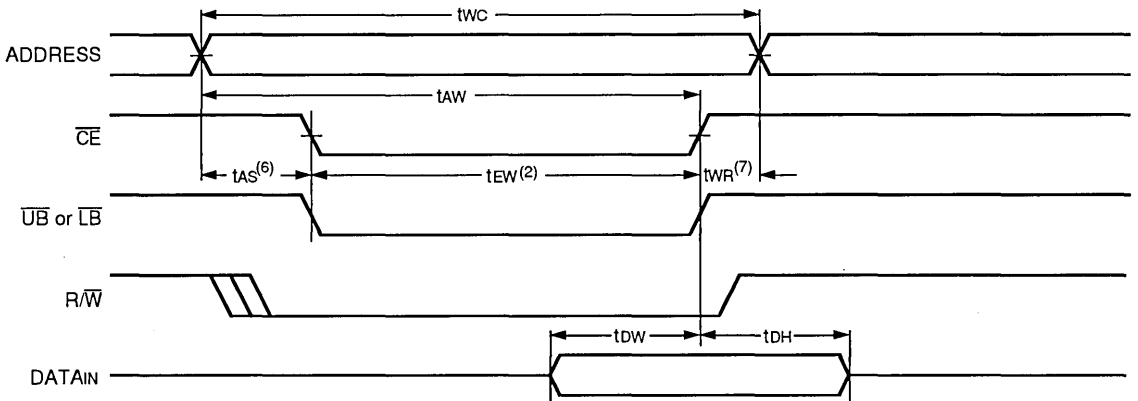 tWC
ADDRESS
tAW
CE
tAS(6) tEW(2) tWR(7)
UB or LB
R/W
tDW tDH
DATAIN